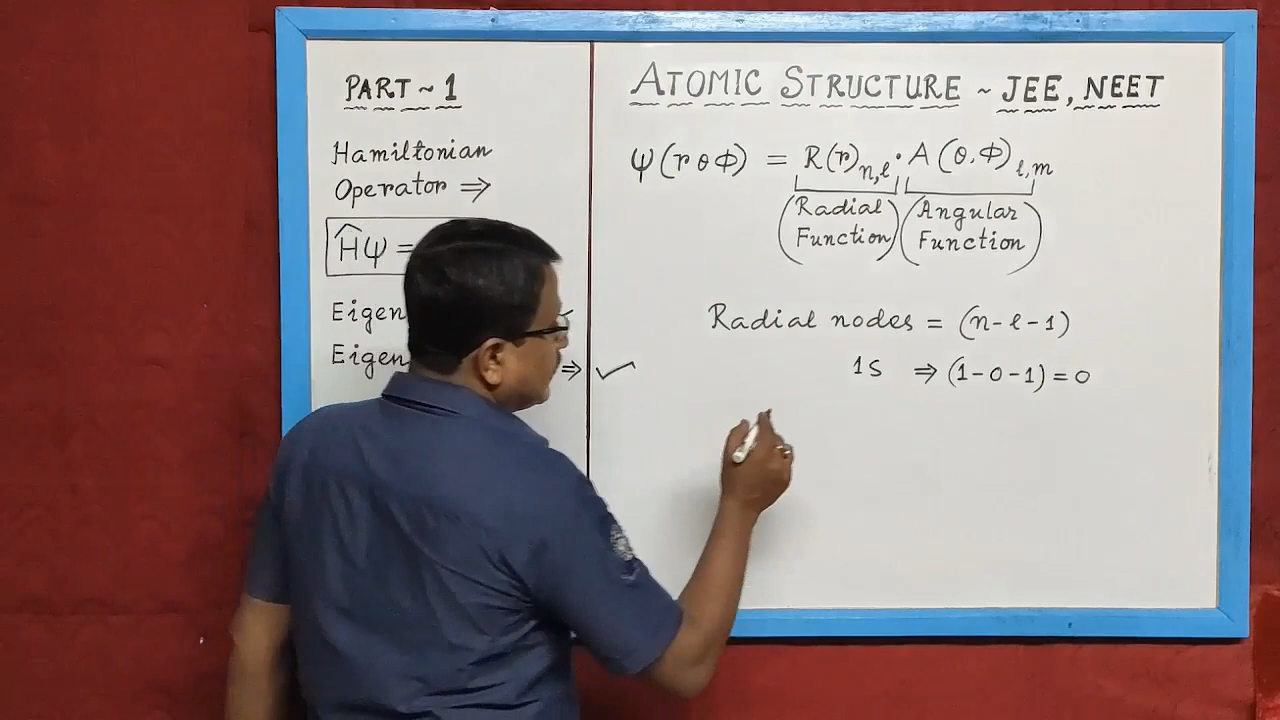 PART ~ 1
Hamiltonian
Operator ⇒
Ĥψ =
Eigen
Eigen ⇒ ✓
ATOMIC STRUCTURE ~ JEE, NEET
ψ(r θ Φ) = R(r)n,ℓ · A(θ,Φ)ℓ,m
(Radial Function) (Angular Function)
Radial nodes = (n-ℓ-1)
1S ⇒ (1-0-1) = 0